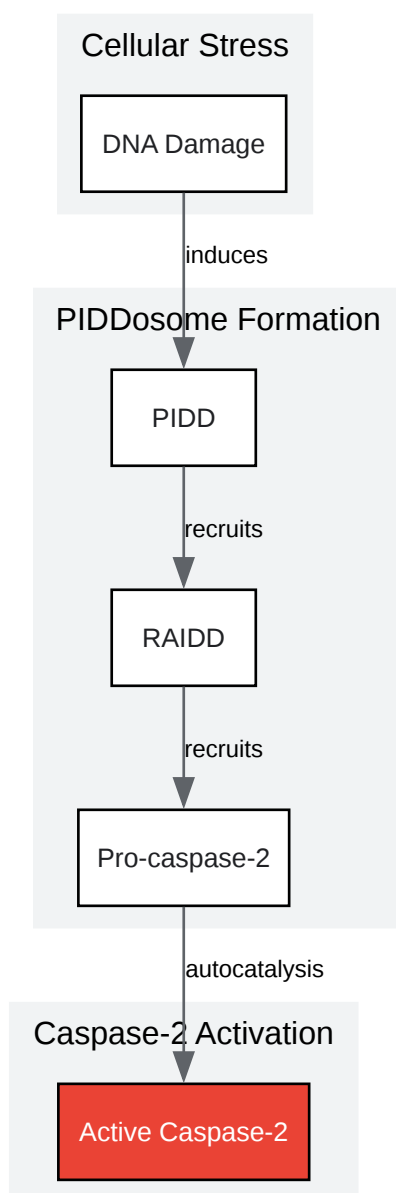 Cellular Stress
DNA Damage
induces
PIDDosome Formation
PIDD
recruits
RAIDD
recruits
Pro-caspase-2
autocatalysis
Caspase-2 Activation
Active Caspase-2